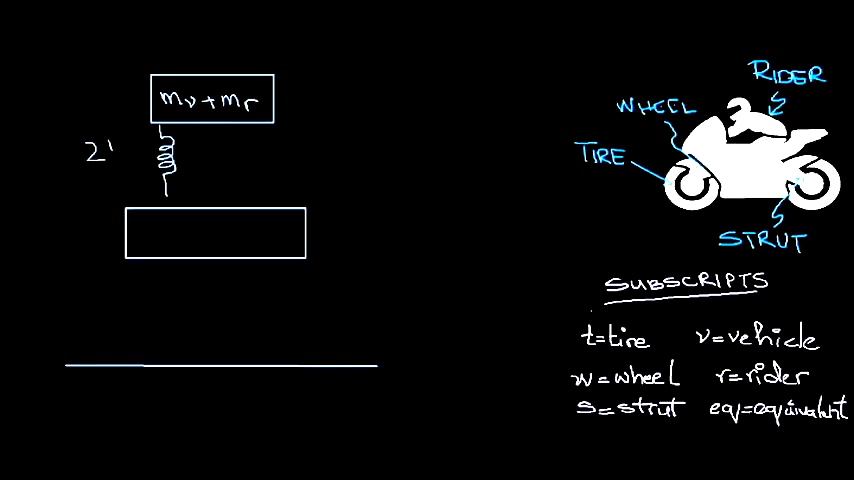 mv+mr
2'
RIDER
WHEEL
TIRE
STRUT
SUBSCRIPTS
t=tire v=vehicle
w=wheel r=rider
s=strut eq=equivalent